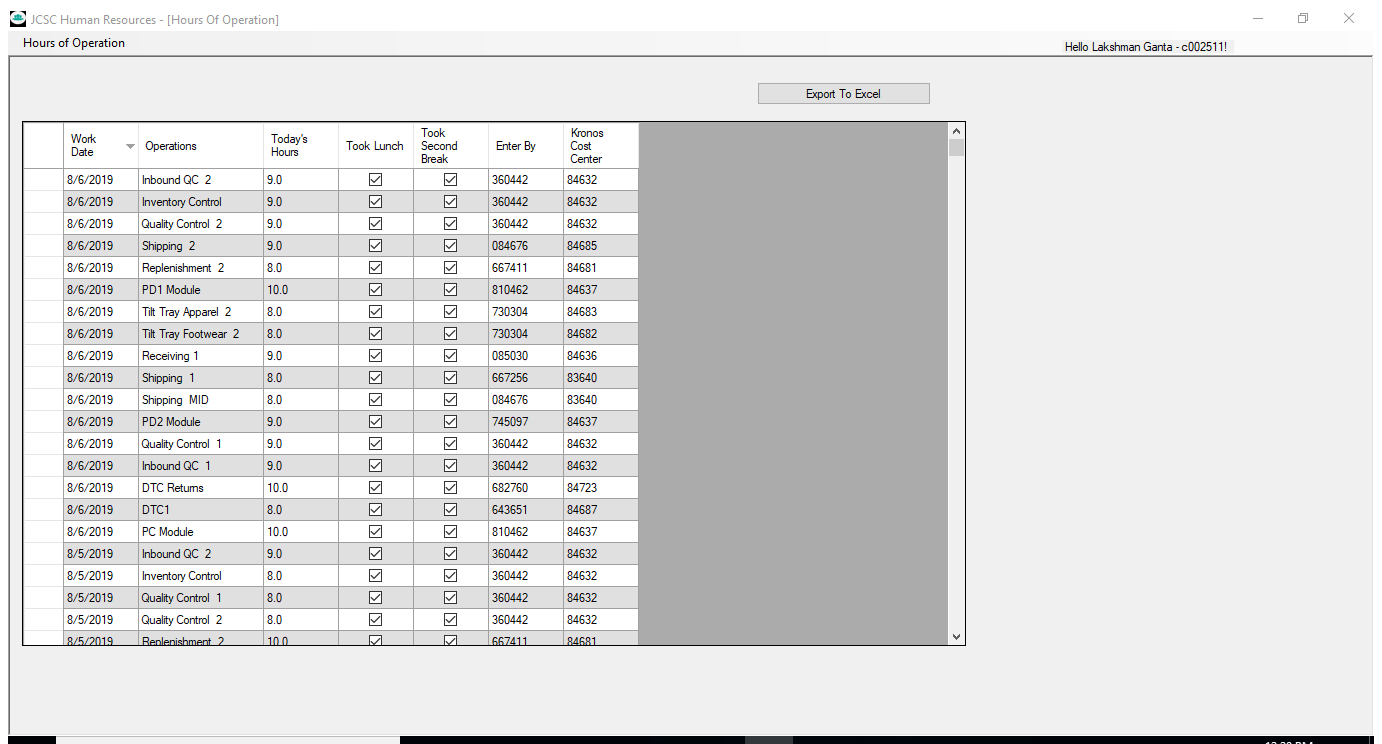 JCSC Human Resources - [Hours Of Operation]
Hours of Operation
Hello Lakshman Ganta - c002511!
Export To Excel
Work Date Operations Today's Hours Took Lunch Took Second Break Enter By Kronos Cost Center
8/6/2019 Inbound QC 2 9.0 360442 84632
8/6/2019 Inventory Control 9.0 360442 84632
8/6/2019 Quality Control 2 9.0 360442 84632
8/6/2019 Shipping 2 9.0 084676 84685
8/6/2019 Replenishment 2 8.0 667411 84681
8/6/2019 PD1 Module 10.0 810462 84637
8/6/2019 Tilt Tray Apparel 2 8.0 730304 84683
8/6/2019 Tilt Tray Footwear 2 8.0 730304 84682
8/6/2019 Receiving 1 9.0 085030 84636
8/6/2019 Shipping 1 8.0 667256 83640
8/6/2019 Shipping MID 8.0 084676 83640
8/6/2019 PD2 Module 9.0 745097 84637
8/6/2019 Quality Control 1 9.0 360442 84632
8/6/2019 Inbound QC 1 9.0 360442 84632
8/6/2019 DTC Returns 10.0 682760 84723
8/6/2019 DTC1 8.0 643651 84687
8/6/2019 PC Module 10.0 810462 84637
8/5/2019 Inbound QC 2 9.0 360442 84632
8/5/2019 Inventory Control 8.0 360442 84632
8/5/2019 Quality Control 1 8.0 360442 84632
8/5/2019 Quality Control 2 8.0 360442 84632
8/5/2019 Replenishment 2 10.0 667411 84681